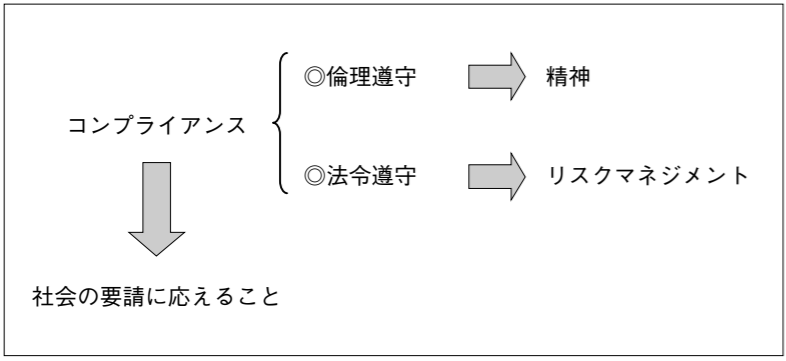 ◎倫理遵守
精神
コンプライアンス
◎法令遵守
リスクマネジメント
社会の要請に応えること